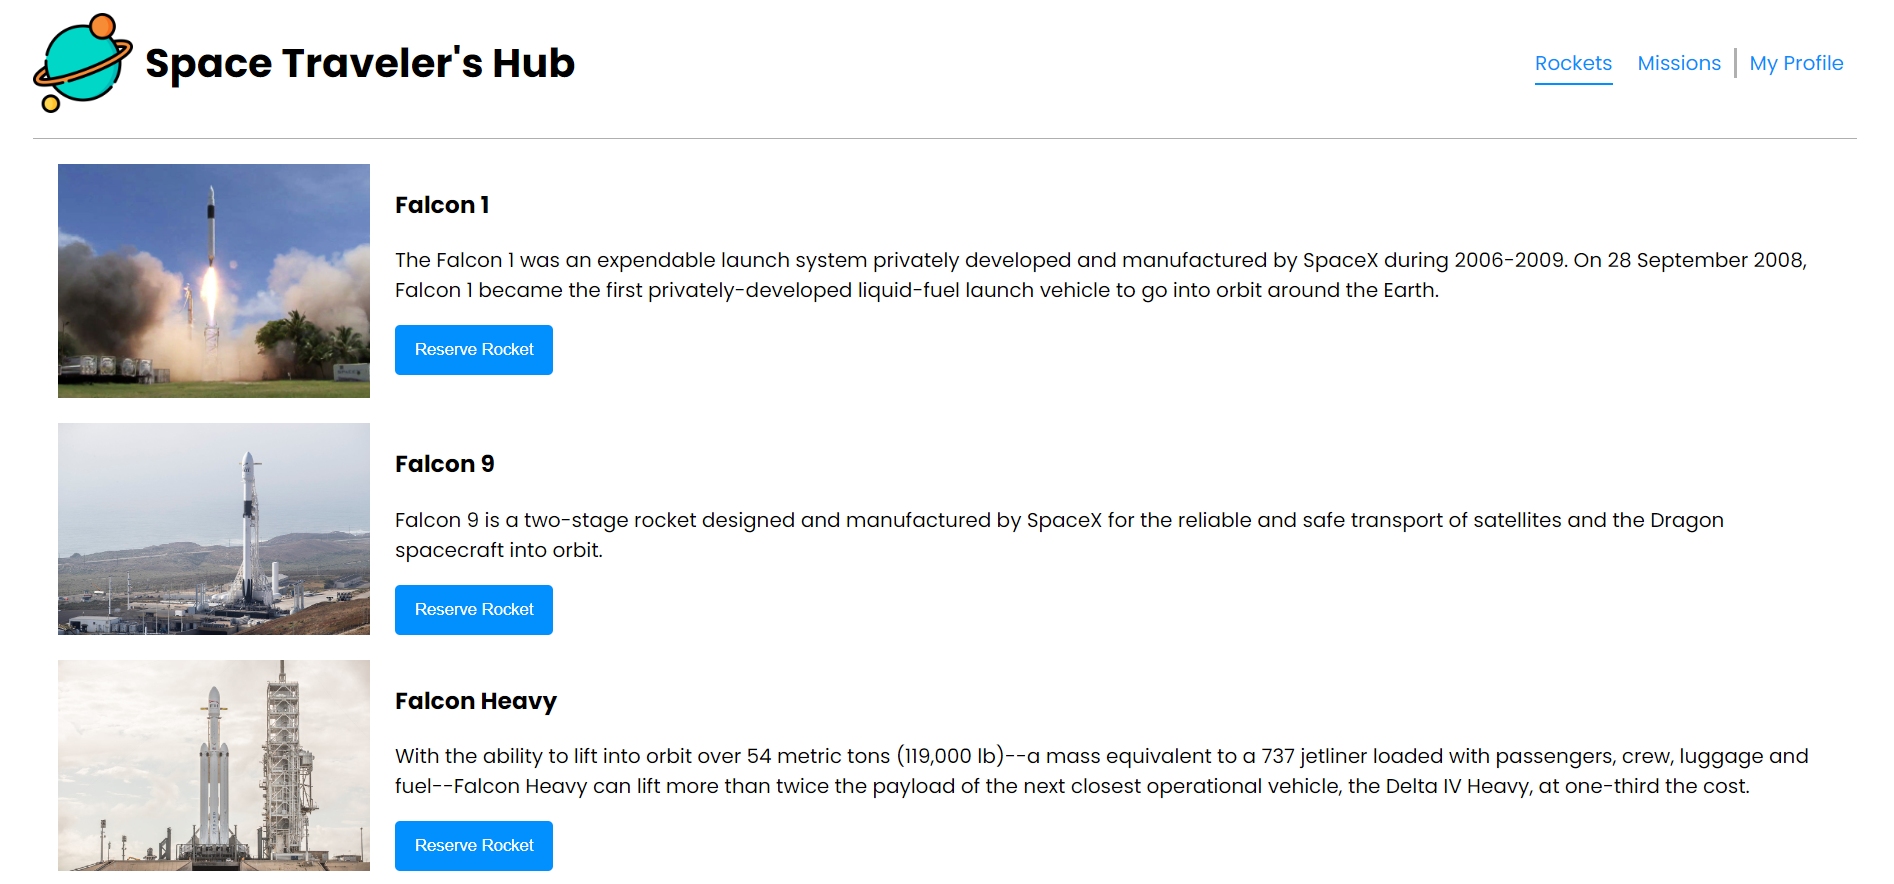 Space Traveler's Hub
Rockets Missions My Profile
Falcon 1
The Falcon 1 was an expendable launch system privately developed and manufactured by SpaceX during 2006-2009. On 28 September 2008,
Falcon 1 became the first privately-developed liquid-fuel launch vehicle to go into orbit around the Earth.
Reserve Rocket
Falcon 9
Falcon 9 is a two-stage rocket designed and manufactured by SpaceX for the reliable and safe transport of satellites and the Dragon
spacecraft into orbit.
Reserve Rocket
Falcon Heavy
With the ability to lift into orbit over 54 metric tons (119,000 lb)--a mass equivalent to a 737 jetliner loaded with passengers, crew, luggage and
fuel--Falcon Heavy can lift more than twice the payload of the next closest operational vehicle, the Delta IV Heavy, at one-third the cost.
Reserve Rocket